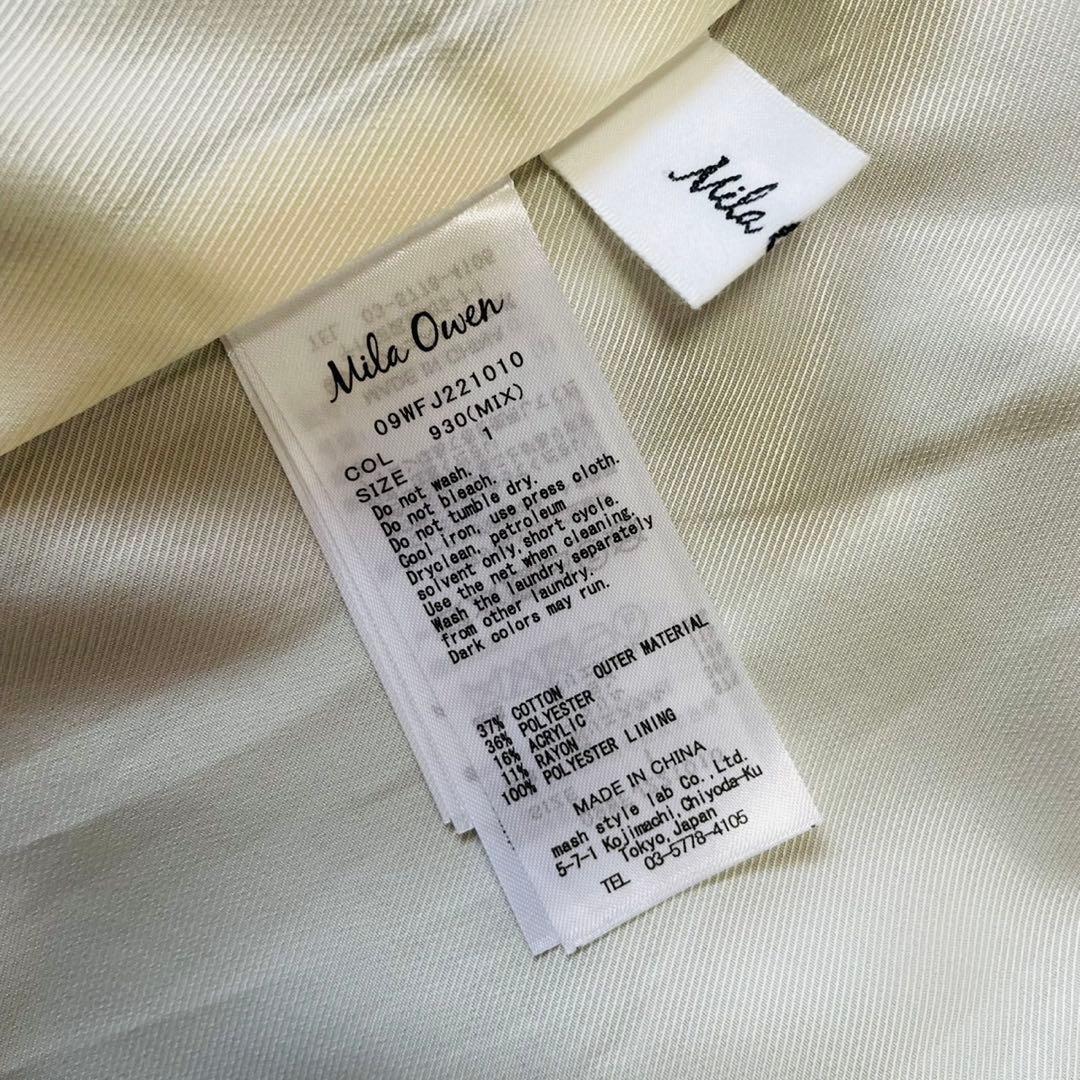 Mila
Mila Owen
09WFJ221010
COL 930(MIX)
SIZE 1
Do not wash.
Do not bleach.
Do not tumble dry.
Cool iron, use press cloth.
Dryclean, petroleum
solvent only,short cycle.
Use the net when cleaning.
Wash the laundry separately
from other laundry.
Dark colors may run.
OUTER MATERIAL
37% COTTON
36% POLYESTER
16% ACRYLIC
11% RAYON
100% POLYESTER LINING
MADE IN CHINA
mash style lab Co.,Ltd.
5-7-1 Kojimachi,Chiyoda-Ku
Tokyo,Japan
TEL 03-5778-4105